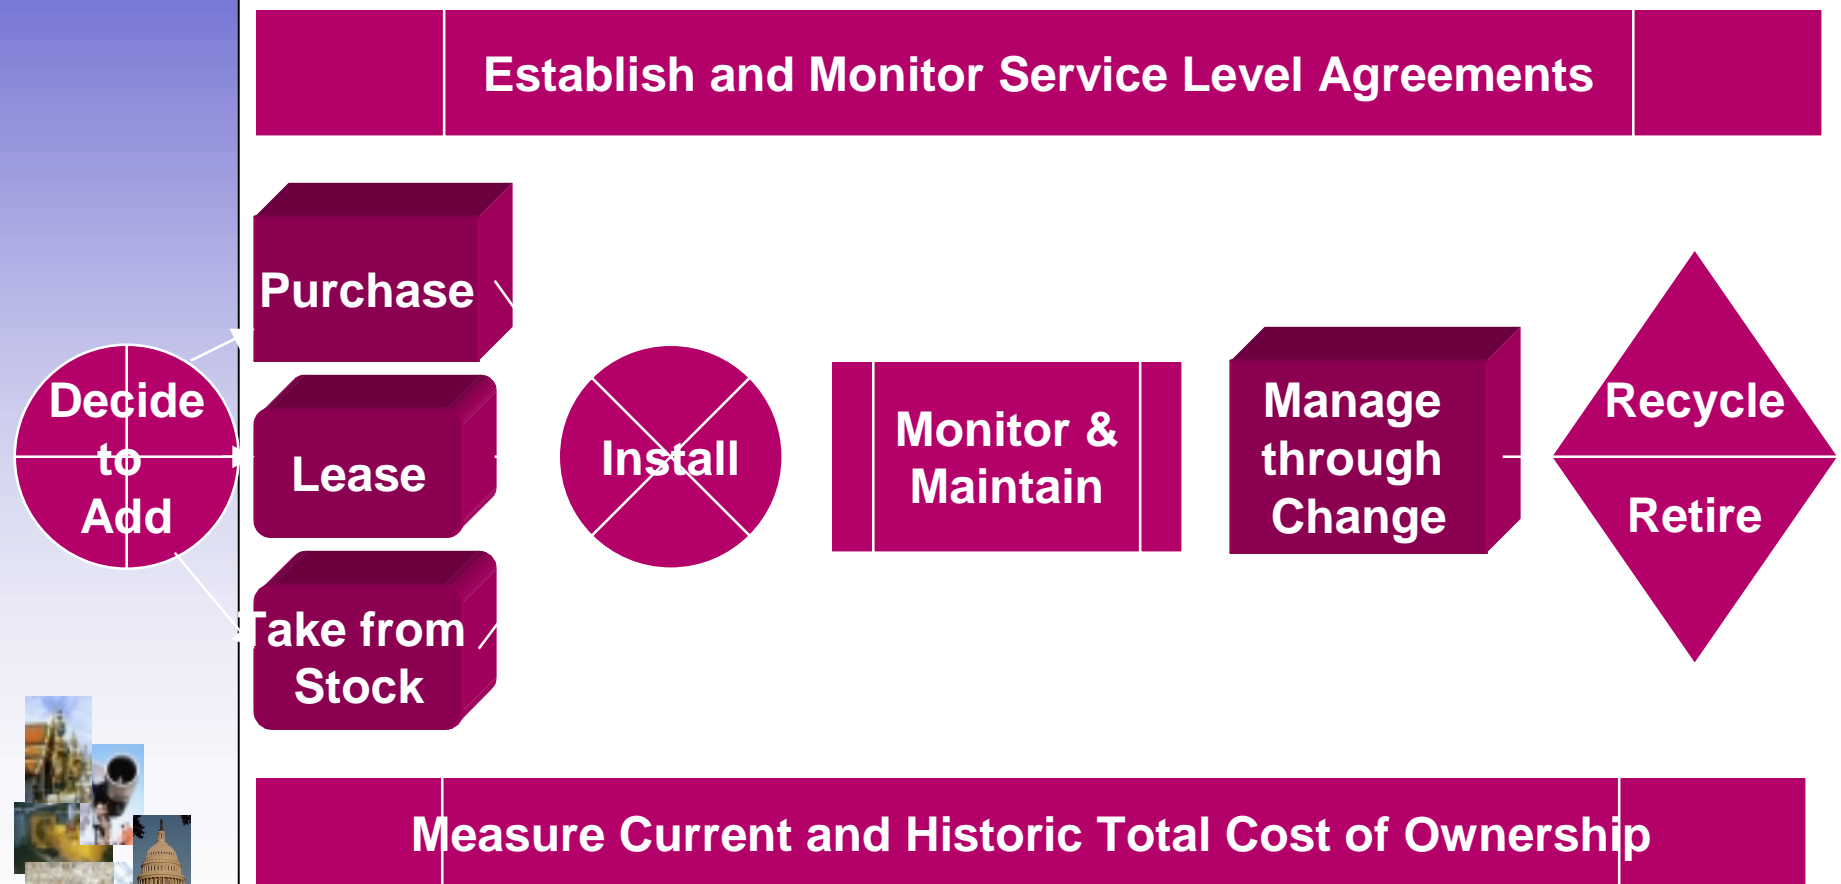 Establish and Monitor Service Level Agreements
Decide
to
Add
Purchase
Lease
Take from
Stock
Install
Monitor &
Maintain
Manage
through
Change
Recycle
Retire
Measure Current and Historic Total Cost of Ownership